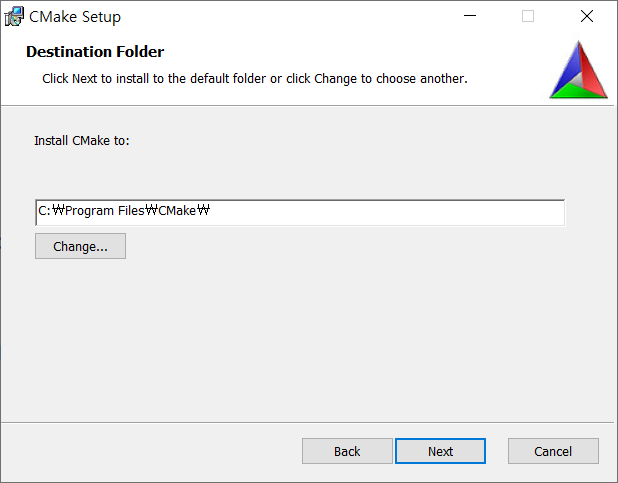 CMake Setup
Destination Folder
Click Next to install to the default folder or click Change to choose another.
Install CMake to:
C:₩Program Files₩CMake₩
Change...
Back
Next
Cancel